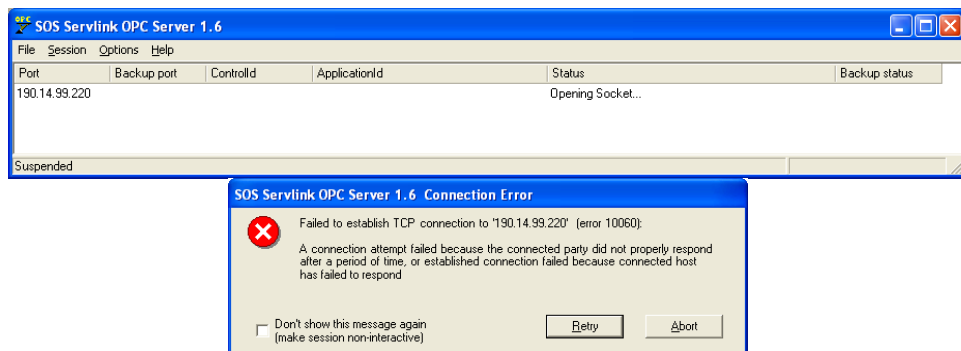 OPC SOS Servlink OPC Server 1.6
File Session Options Help
Port Backup port ControlId ApplicationId Status Backup status
190.14.99.220 Opening Socket...
Suspended
SOS Servlink OPC Server 1.6 Connection Error
Failed to establish TCP connection to '190.14.99.220' (error 10060):
A connection attempt failed because the connected party did not properly respond
after a period of time, or established connection failed because connected host
has failed to respond
Don't show this message again
(make session non-interactive)
Retry Abort